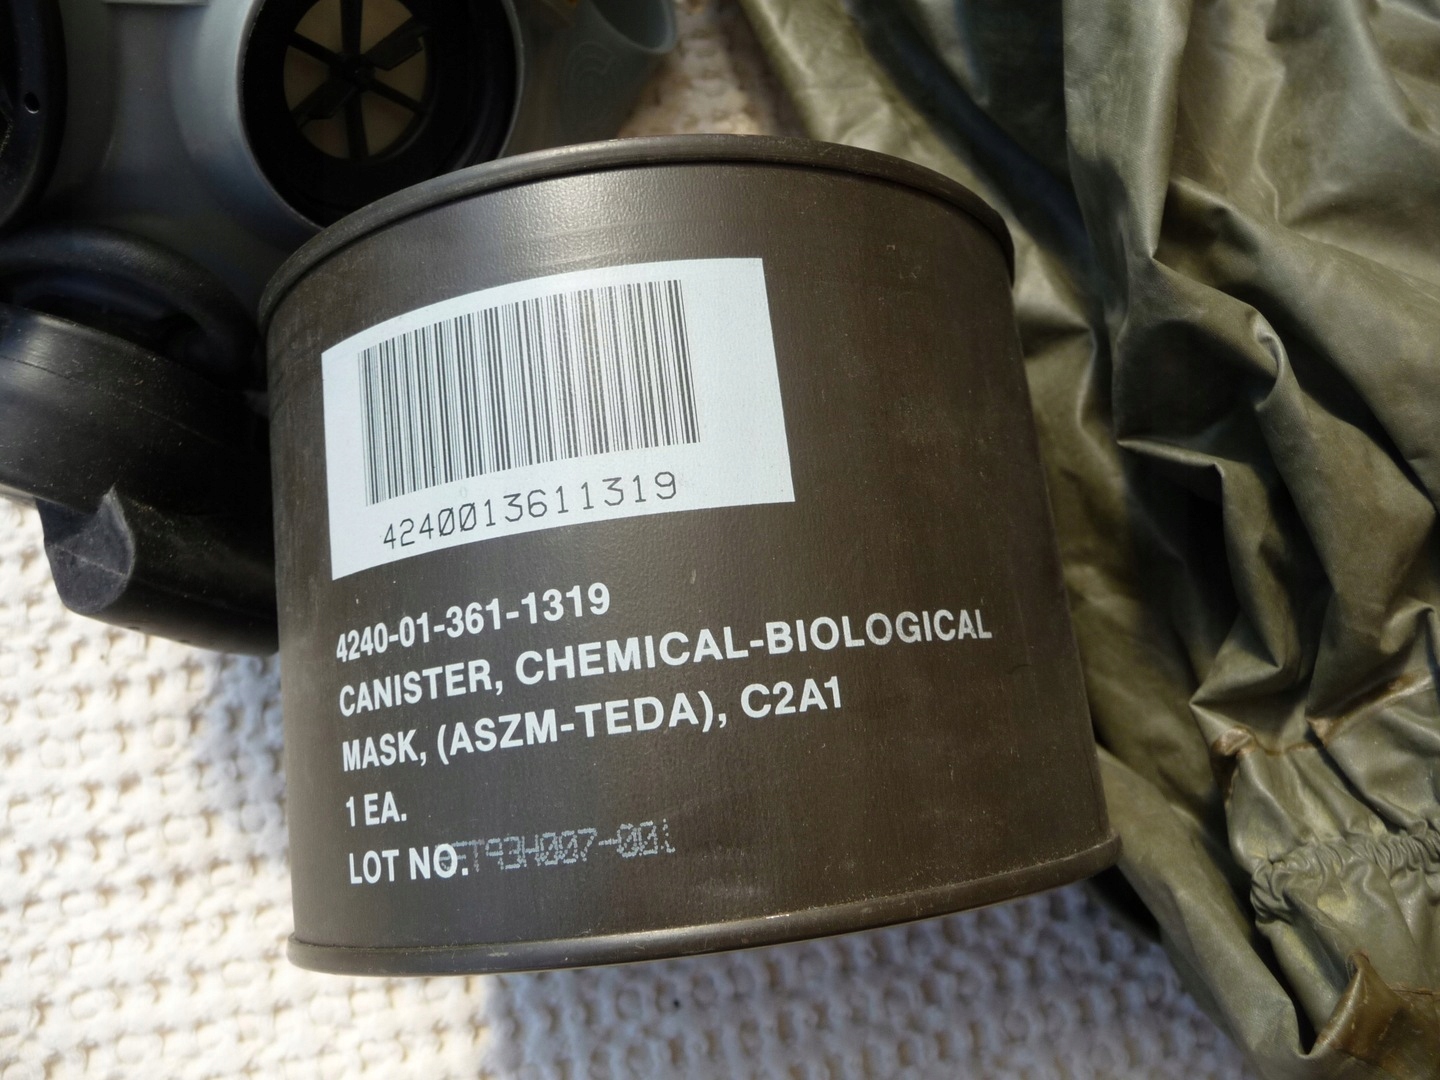 4240013611319
4240-01-361-1319
CANISTER, CHEMICAL-BIOLOGICAL
MASK, (ASZM-TEDA), C2A1
1 EA.
LOT NO.